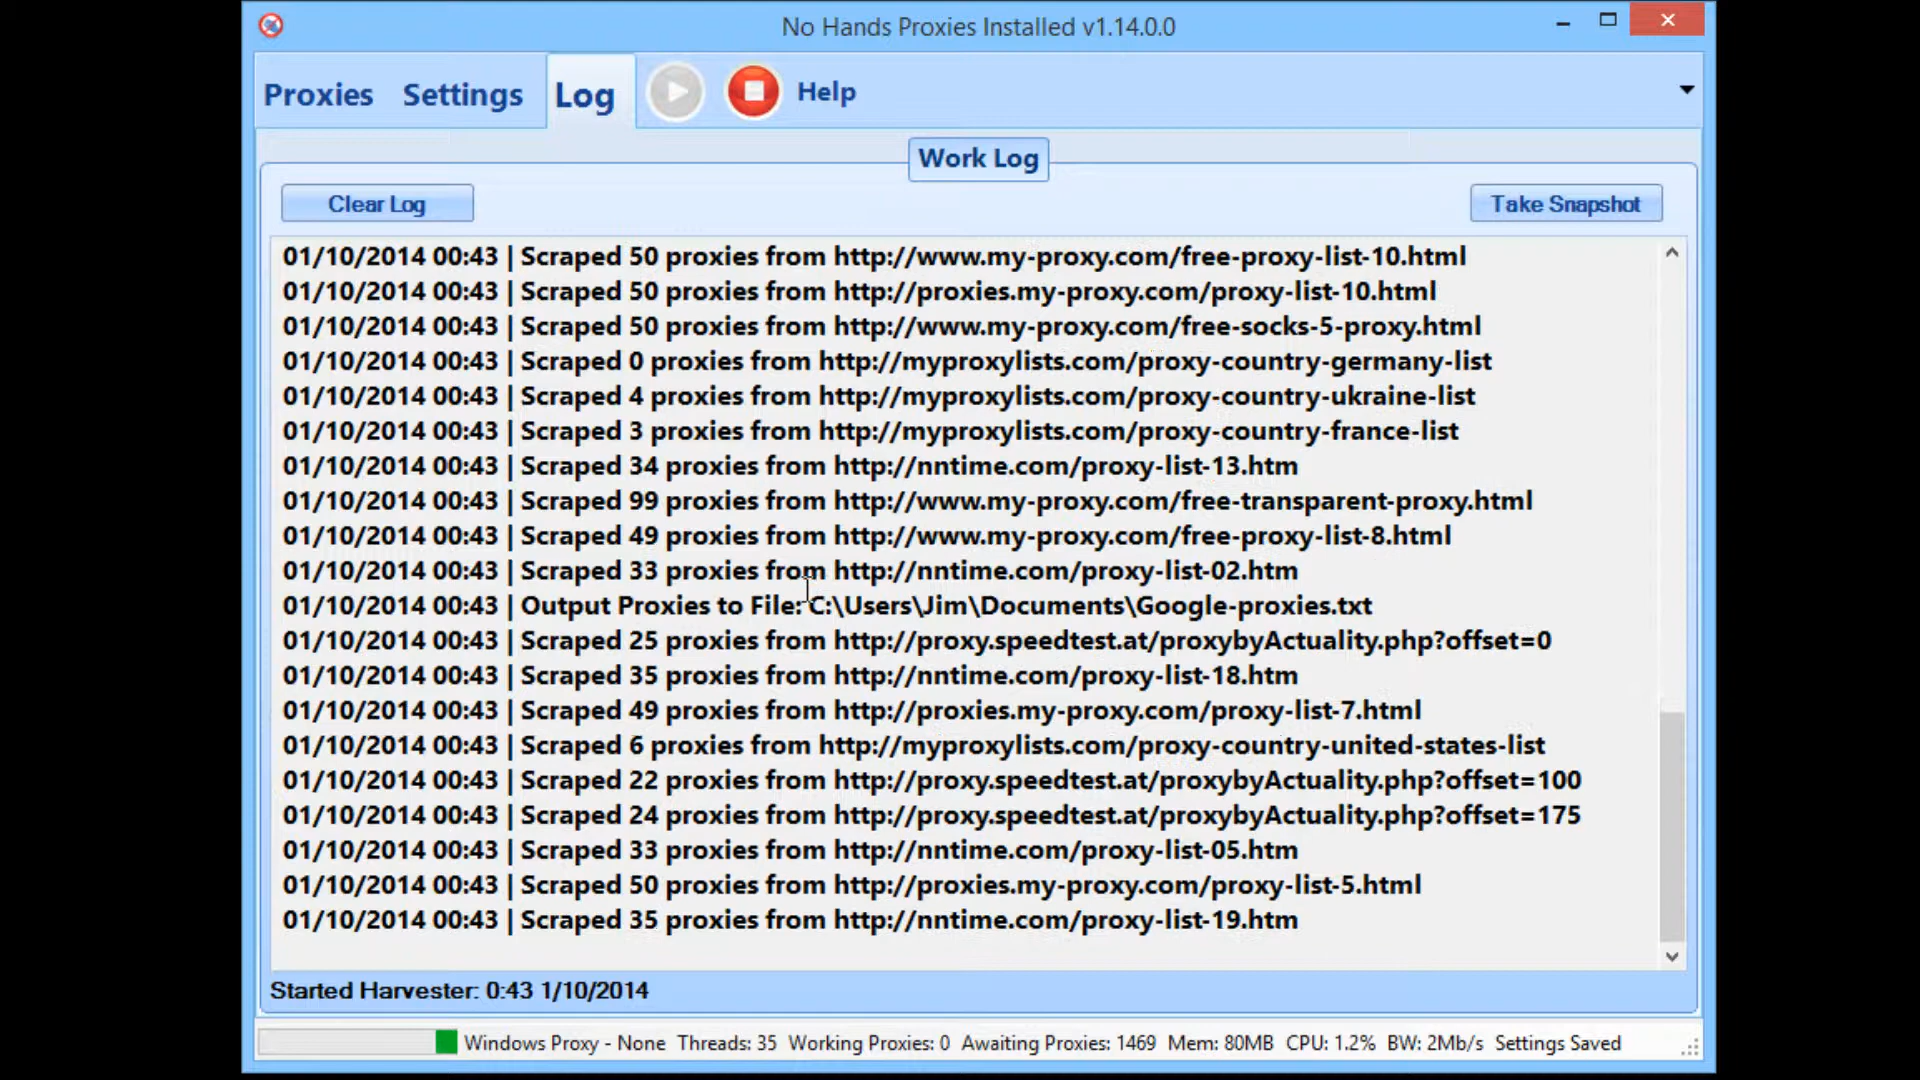 No Hands Proxies Installed v1.14.0.0
Proxies Settings Log Help
Work Log
Clear Log Take Snapshot
01/10/2014 00:43 | Scraped 50 proxies from http://www.my-proxy.com/free-proxy-list-10.html
01/10/2014 00:43 | Scraped 50 proxies from http://proxies.my-proxy.com/proxy-list-10.html
01/10/2014 00:43 | Scraped 50 proxies from http://www.my-proxy.com/free-socks-5-proxy.html
01/10/2014 00:43 | Scraped 0 proxies from http://myproxylists.com/proxy-country-germany-list
01/10/2014 00:43 | Scraped 4 proxies from http://myproxylists.com/proxy-country-ukraine-list
01/10/2014 00:43 | Scraped 3 proxies from http://myproxylists.com/proxy-country-france-list
01/10/2014 00:43 | Scraped 34 proxies from http://nntime.com/proxy-list-13.htm
01/10/2014 00:43 | Scraped 99 proxies from http://www.my-proxy.com/free-transparent-proxy.html
01/10/2014 00:43 | Scraped 49 proxies from http://www.my-proxy.com/free-proxy-list-8.html
01/10/2014 00:43 | Scraped 33 proxies from http://nntime.com/proxy-list-02.htm
01/10/2014 00:43 | Output Proxies to File: C:\Users\Jim\Documents\Google-proxies.txt
01/10/2014 00:43 | Scraped 25 proxies from http://proxy.speedtest.at/proxybyActuality.php?offset=0
01/10/2014 00:43 | Scraped 35 proxies from http://nntime.com/proxy-list-18.htm
01/10/2014 00:43 | Scraped 49 proxies from http://proxies.my-proxy.com/proxy-list-7.html
01/10/2014 00:43 | Scraped 6 proxies from http://myproxylists.com/proxy-country-united-states-list
01/10/2014 00:43 | Scraped 22 proxies from http://proxy.speedtest.at/proxybyActuality.php?offset=100
01/10/2014 00:43 | Scraped 24 proxies from http://proxy.speedtest.at/proxybyActuality.php?offset=175
01/10/2014 00:43 | Scraped 33 proxies from http://nntime.com/proxy-list-05.htm
01/10/2014 00:43 | Scraped 50 proxies from http://proxies.my-proxy.com/proxy-list-5.html
01/10/2014 00:43 | Scraped 35 proxies from http://nntime.com/proxy-list-19.htm
Started Harvester: 0:43 1/10/2014
Windows Proxy - None Threads: 35 Working Proxies: 0 Awaiting Proxies: 1469 Mem: 80MB CPU: 1.2% BW: 2Mb/s Settings Saved